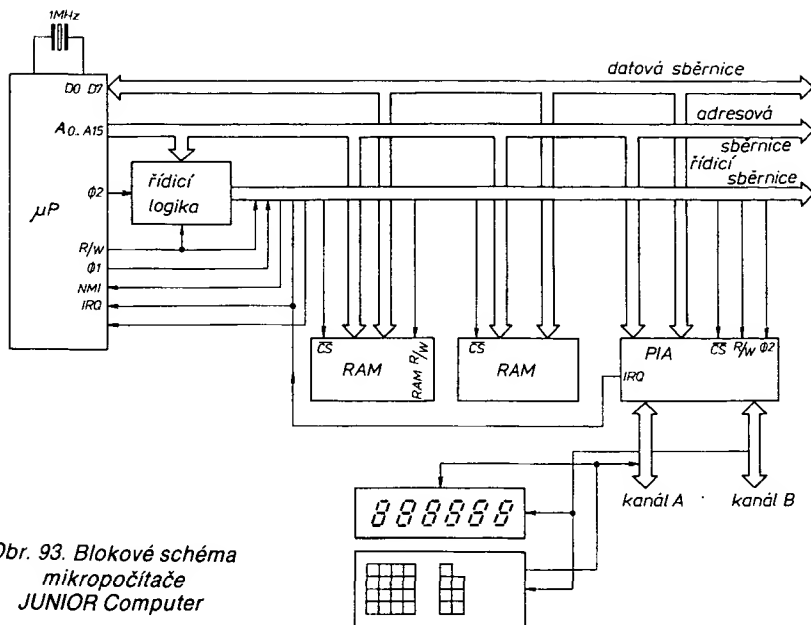 1MHz
D0 D7
datová sběrnice
A0..A15
adresová
sběrnice
řídicí
sběrnice
μP
Φ2
řídicí
logika
R/W
Φ1
NMI
IRQ
CS
RAM
RAM R/W
CS
RAM
PIA
CS
R/W
Φ2
IRQ
888888
kanál A
kanál B
Obr. 93. Blokové schéma
mikropočítače
JUNIOR Computer